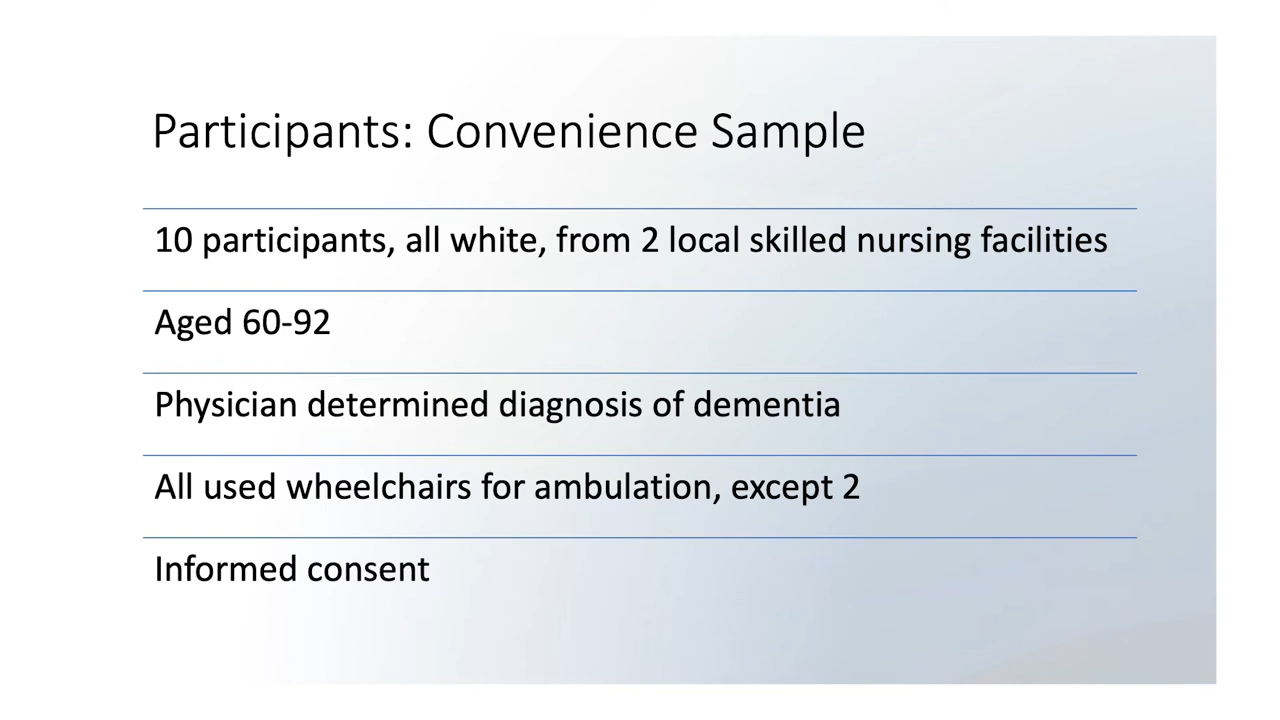 Participants: Convenience Sample
10 participants, all white, from 2 local skilled nursing facilities
Aged 60-92
Physician determined diagnosis of dementia
All used wheelchairs for ambulation, except 2
Informed consent